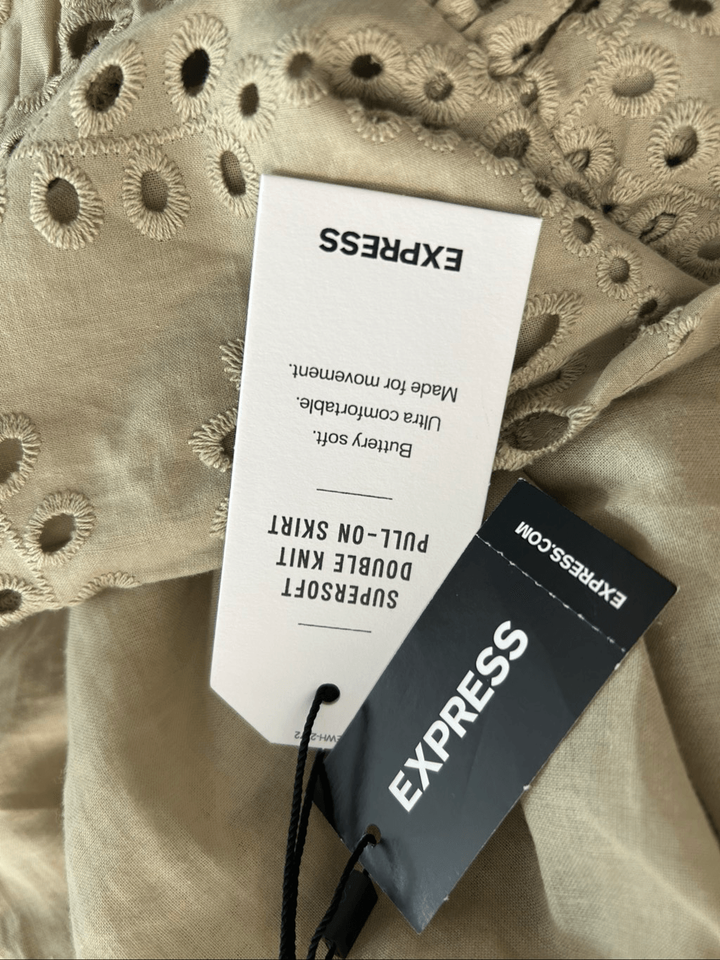 SUPERSOFT
DOUBLE KNIT
PULL-ON SKIRT
Buttery soft.
Ultra comfortable.
Made for movement.
EXPRESS
EXPRESS
EXPRESS.COM